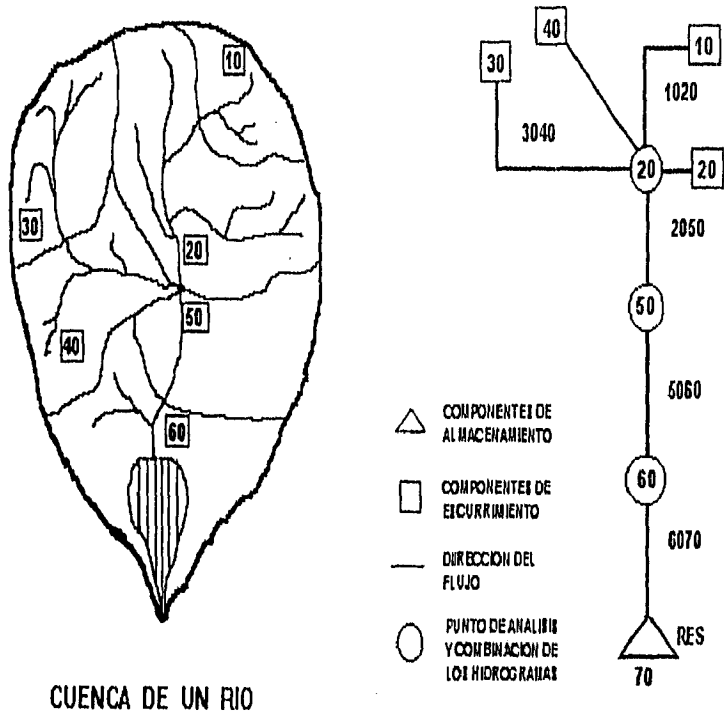 10
30
20
50
40
60
CUENCA DE UN RIO
40
30
10
1020
3040
20
20
2050
50
5060
60
6070
RES
70
COMPONENTES DE
ALMACENAMIENTO
COMPONENTES DE
ESCURRIMIENTO
DIRECCION DEL
FLUJO
PUNTO DE ANALISIS
Y COMBINACION DE
LOS HIDROGRAMAS